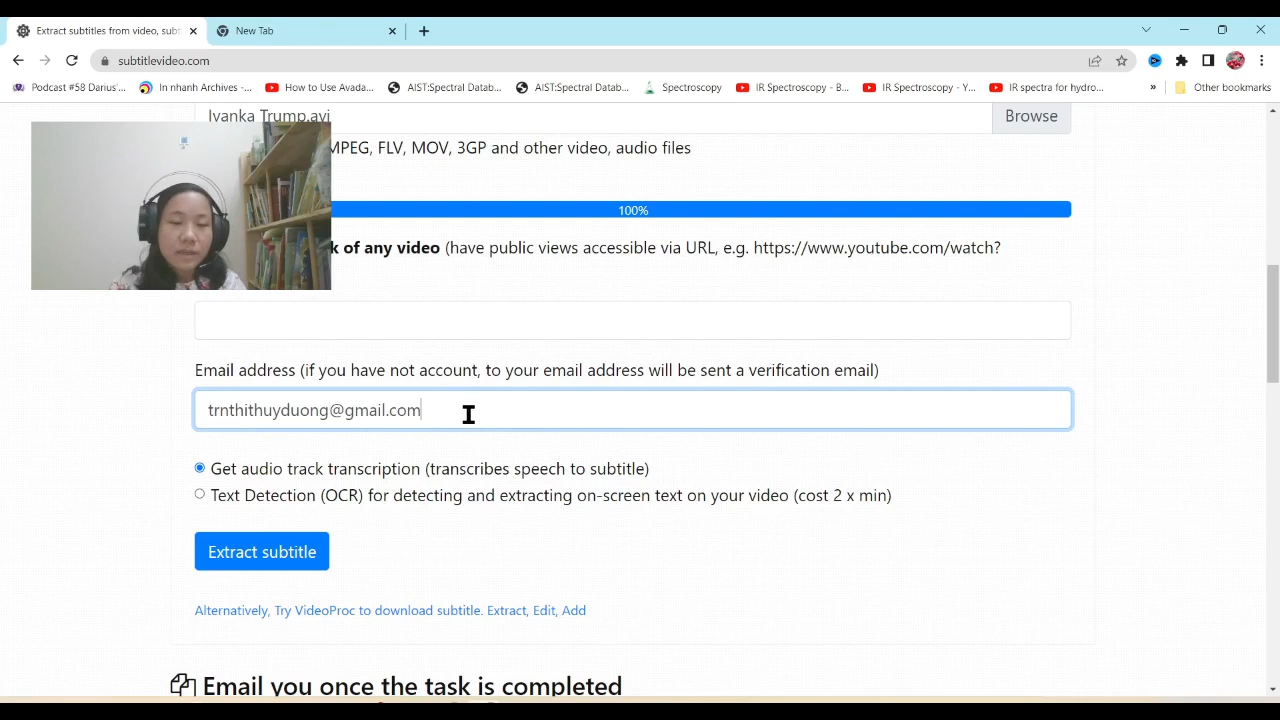 Extract subtitles from video, subt
New Tab
subtitlevideo.com
Podcast #58 Darius'...
In nhanh Archives -...
How to Use Avada...
AIST:Spectral Datab...
AIST:Spectral Datab...
Spectroscopy
IR Spectroscopy - B...
IR Spectroscopy - Y...
IR spectra for hydro...
»
Other bookmarks
Ivanka Trump.avi
Browse
MPEG, FLV, MOV, 3GP and other video, audio files
100%
k of any video (have public views accessible via URL, e.g. https://www.youtube.com/watch?
Email address (if you have not account, to your email address will be sent a verification email)
trnthithuyduong@gmail.com
Get audio track transcription (transcribes speech to subtitle)
Text Detection (OCR) for detecting and extracting on-screen text on your video (cost 2 x min)
Extract subtitle
Alternatively, Try VideoProc to download subtitle. Extract, Edit, Add
Email you once the task is completed